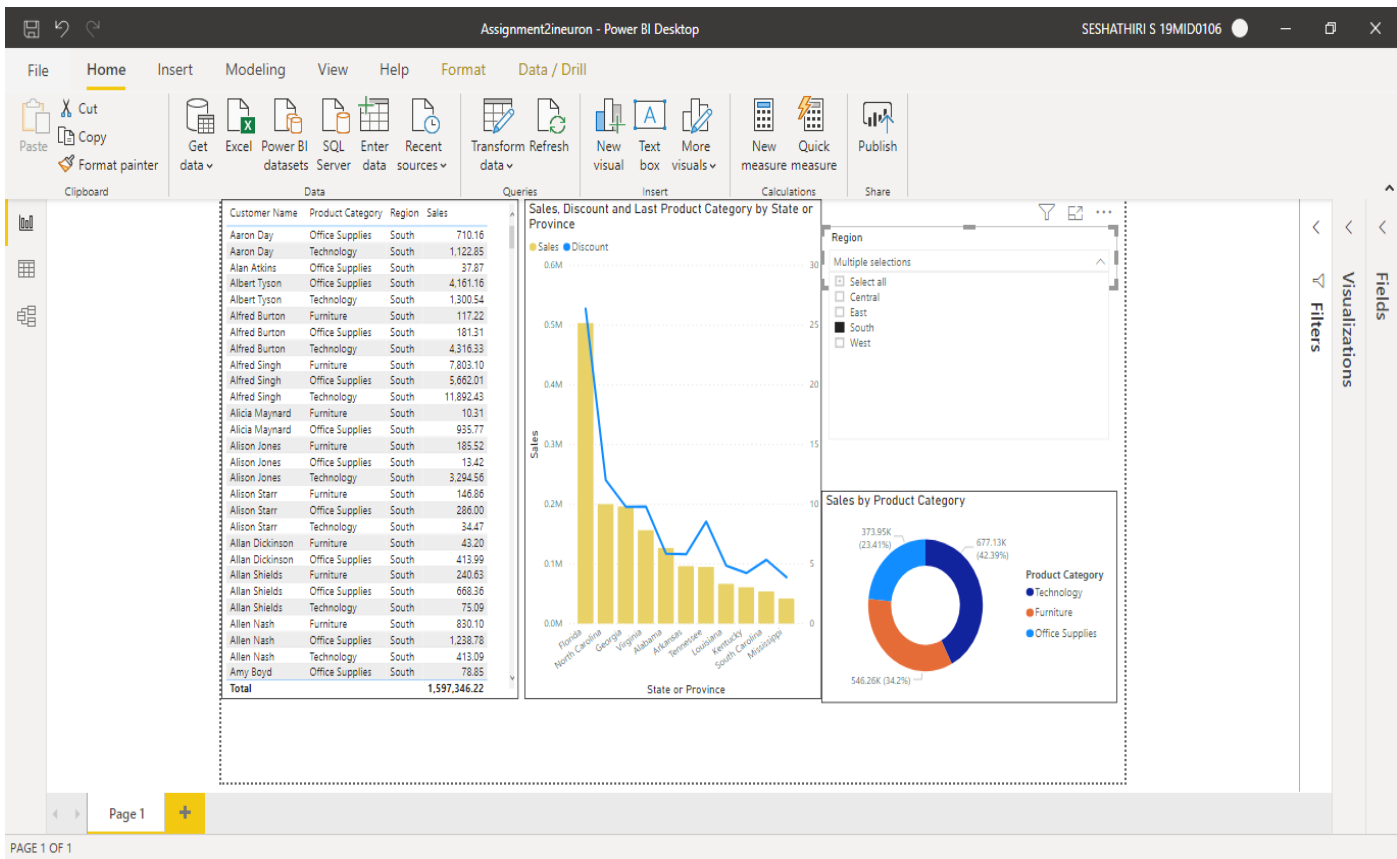 Assignment2ineuron - Power BI Desktop
SESHATHIRI S 19MID0106
File Home Insert Modeling View Help Format Data / Drill
Paste
Cut
Copy
Format painter
Clipboard
Get data
Excel
Power BI datasets
SQL Server
Enter data
Recent sources
Data
Transform data
Refresh
Queries
New visual
Text box
More visuals
Insert
New measure
Quick measure
Calculations
Publish
Share
Customer Name Product Category Region Sales
Aaron Day Office Supplies South 710.16
Aaron Day Technology South 1,122.85
Alan Atkins Office Supplies South 37.87
Albert Tyson Office Supplies South 4,161.16
Albert Tyson Technology South 1,300.54
Alfred Burton Furniture South 117.22
Alfred Burton Office Supplies South 181.31
Alfred Burton Technology South 4,316.33
Alfred Singh Furniture South 7,803.10
Alfred Singh Office Supplies South 5,662.01
Alfred Singh Technology South 11,892.43
Alicia Maynard Furniture South 10.31
Alicia Maynard Office Supplies South 935.77
Alison Jones Furniture South 185.52
Alison Jones Office Supplies South 13.42
Alison Jones Technology South 3,294.56
Alison Starr Furniture South 146.86
Alison Starr Office Supplies South 286.00
Alison Starr Technology South 34.47
Allan Dickinson Furniture South 43.20
Allan Dickinson Office Supplies South 413.99
Allan Shields Furniture South 240.63
Allan Shields Office Supplies South 668.36
Allan Shields Technology South 75.09
Allen Nash Furniture South 830.10
Allen Nash Office Supplies South 1,238.78
Allen Nash Technology South 413.09
Amy Boyd Office Supplies South 78.85
Total 1,597,346.22
Sales, Discount and Last Product Category by State or
Province
Sales Discount
0.6M 30
0.5M 25
0.4M 20
0.3M 15
0.2M 10
0.1M 5
0.0M 0
Sales
Florida
North Carolina
Georgia
Virginia
Alabama
Arkansas
Tennessee
Louisiana
Kentucky
South Carolina
Mississippi
State or Province
Region
Multiple selections
Select all
Central
East
South
West
Sales by Product Category
373.95K
(23.41%)
677.13K
(42.39%)
546.26K (34.2%)
Product Category
Technology
Furniture
Office Supplies
Filters
Visualizations
Fields
Page 1
PAGE 1 OF 1